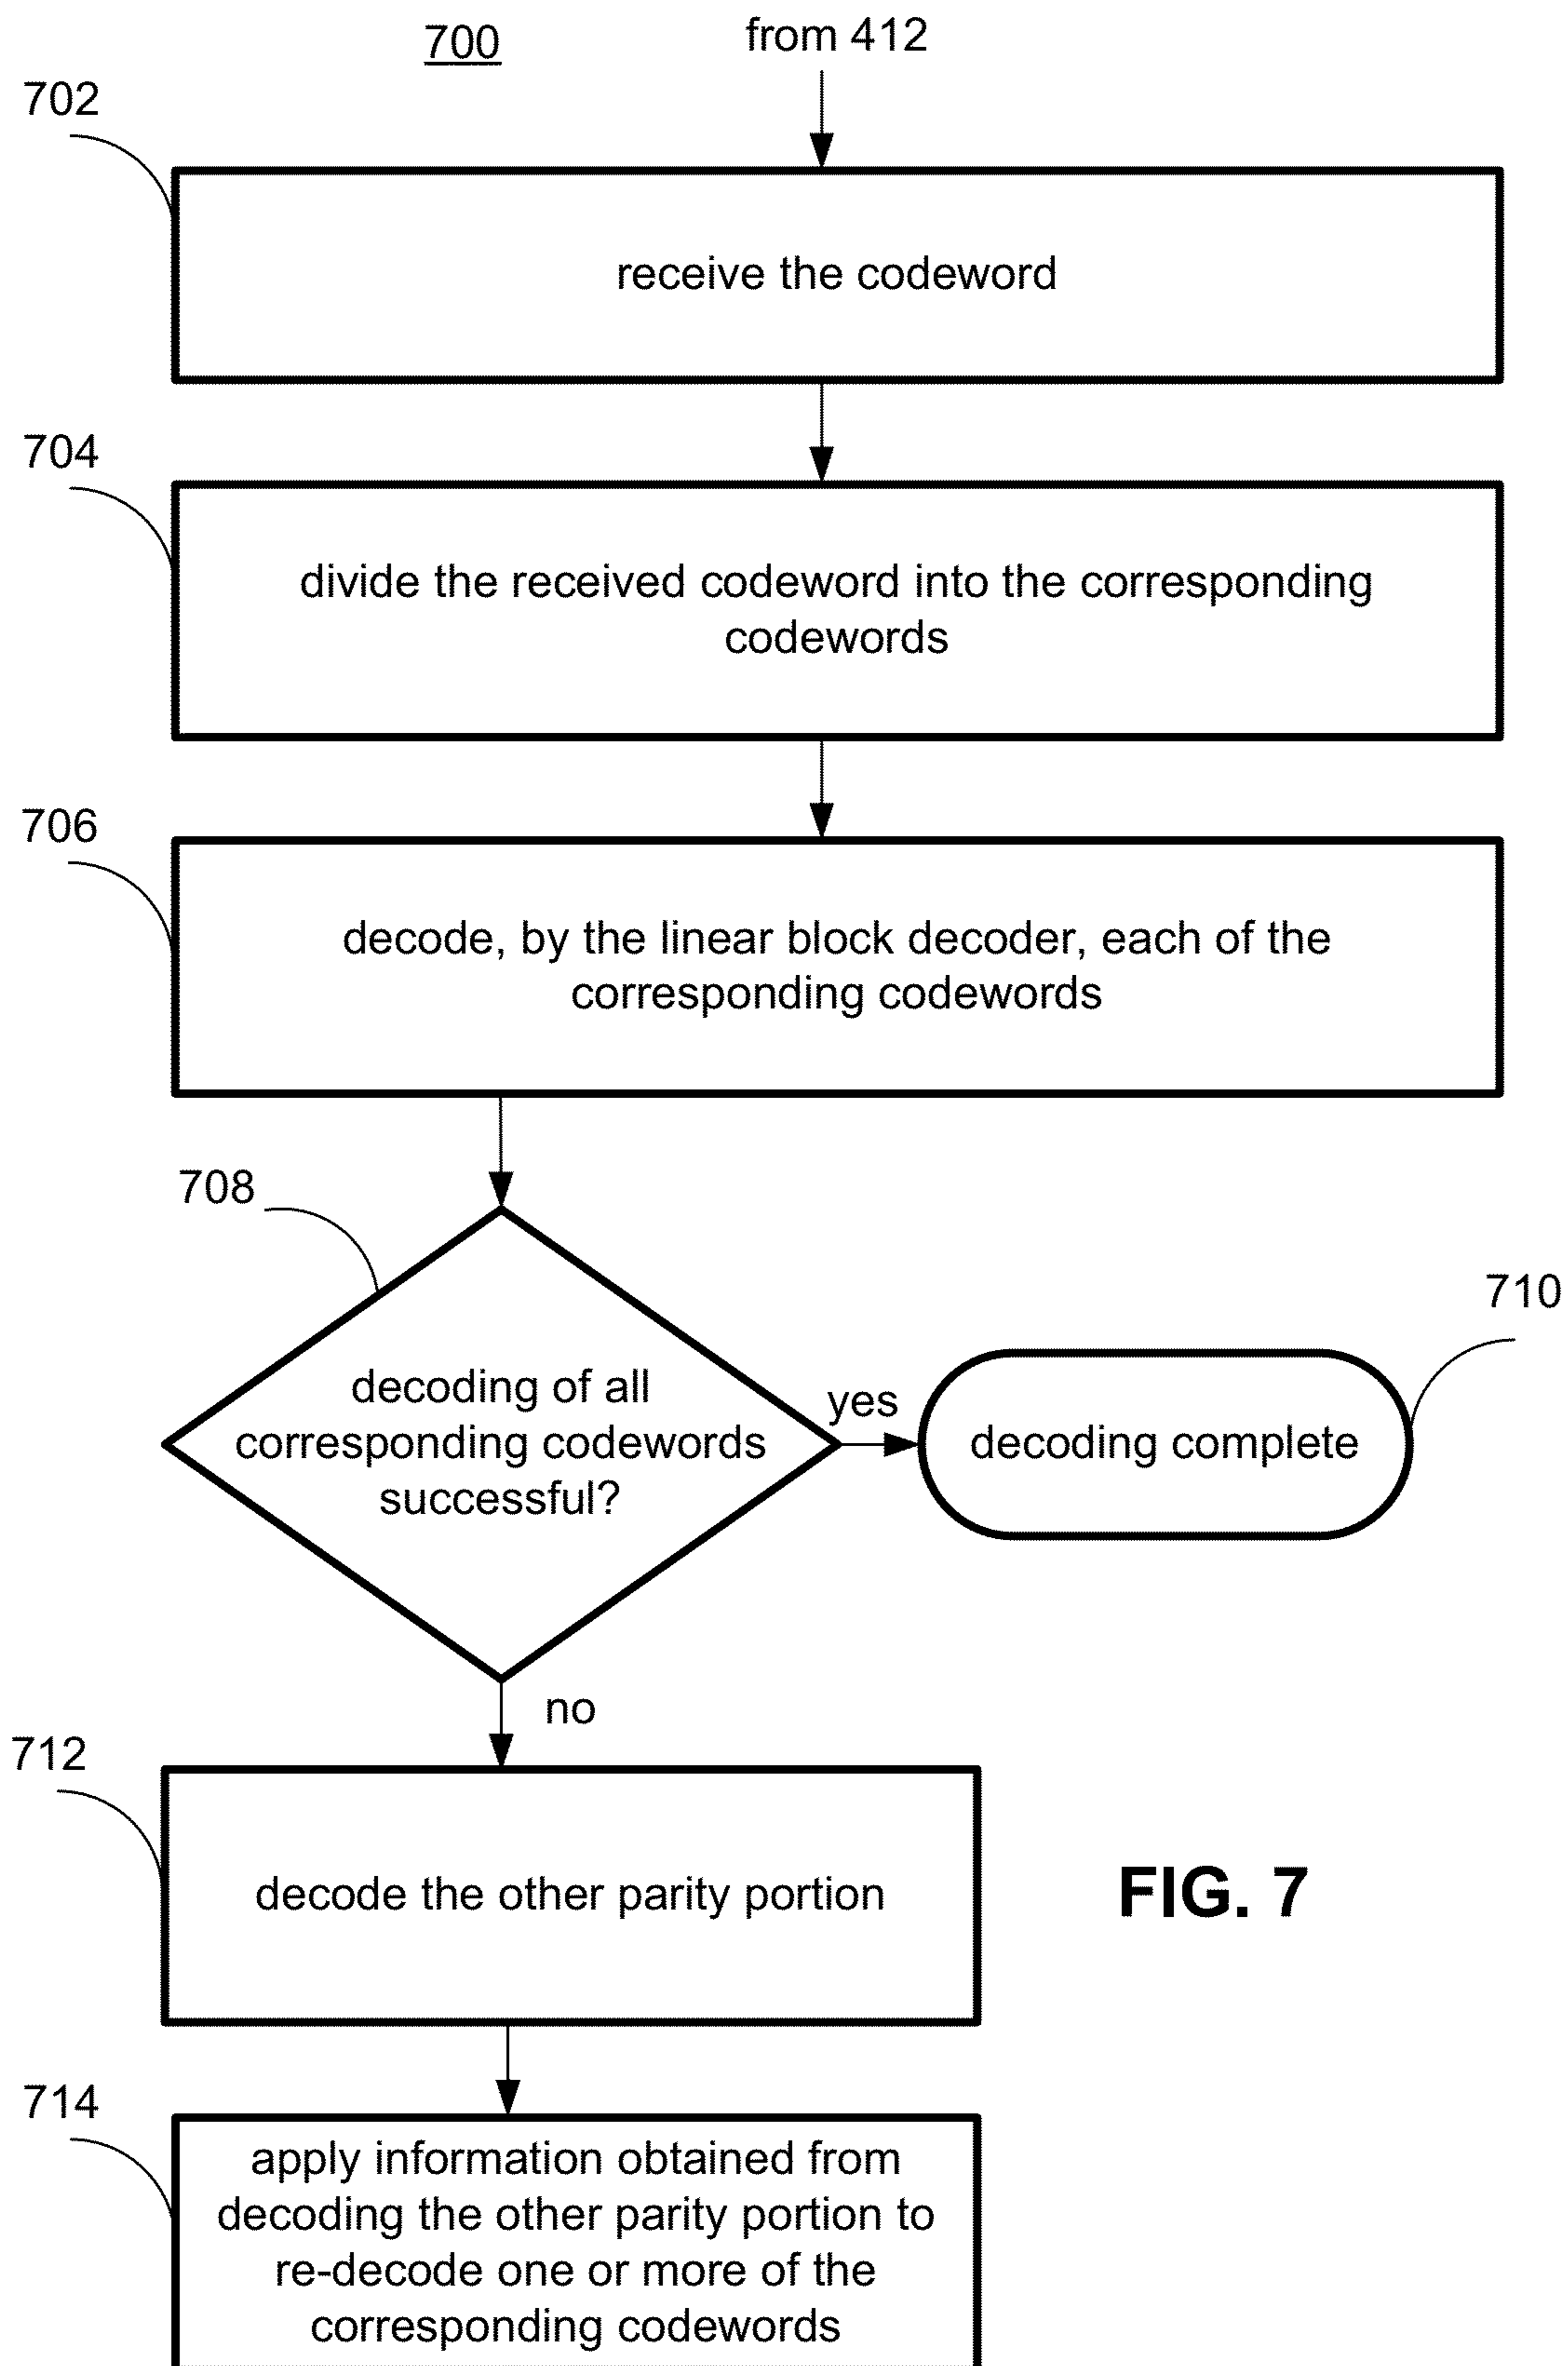 700
from 412
702
receive the codeword
704
divide the received codeword into the corresponding
codewords
706
decode, by the linear block decoder, each of the
corresponding codewords
708
decoding of all
corresponding codewords
successful?
yes
710
decoding complete
no
712
decode the other parity portion
FIG. 7
714
apply information obtained from
decoding the other parity portion to
re-decode one or more of the
corresponding codewords